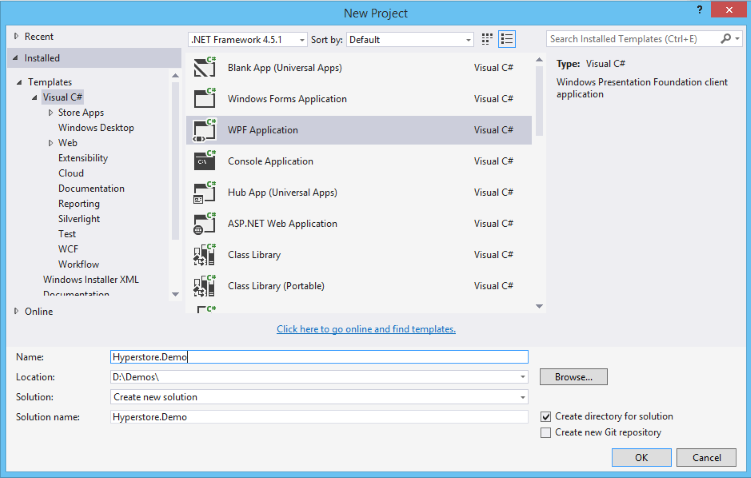 New Project
?
Recent
Installed
Templates
Visual C#
Store Apps
Windows Desktop
Web
Extensibility
Cloud
Documentation
Reporting
Silverlight
Test
WCF
Workflow
Windows Installer XML
Documentation
Online
.NET Framework 4.5.1 Sort by: Default
Blank App (Universal Apps) Visual C#
Windows Forms Application Visual C#
WPF Application Visual C#
Console Application Visual C#
Hub App (Universal Apps) Visual C#
ASP.NET Web Application Visual C#
Class Library Visual C#
Class Library (Portable) Visual C#
Click here to go online and find templates.
Search Installed Templates (Ctrl+E)
Type: Visual C#
Windows Presentation Foundation client
application
Name: Hyperstore.Demo
Location: D:\Demos\ Browse...
Solution: Create new solution
Solution name: Hyperstore.Demo
Create directory for solution
Create new Git repository
OK Cancel